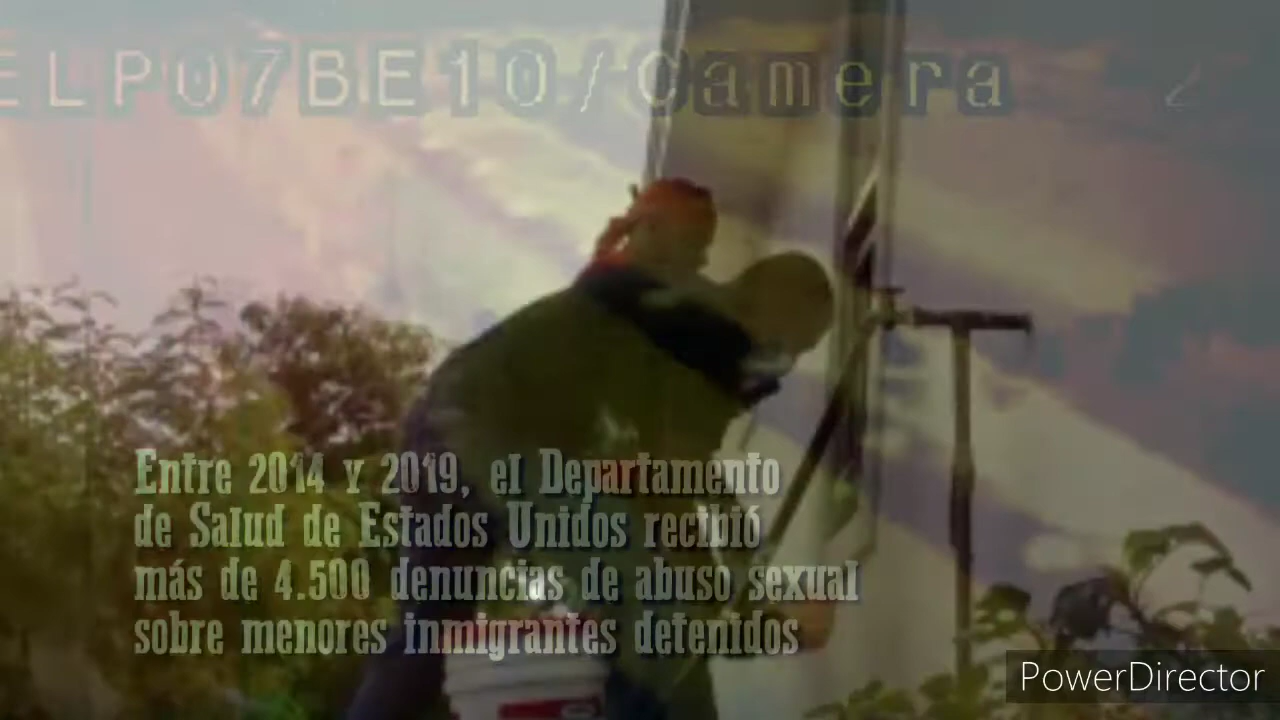 ELP07BE10/Camera
Entre 2014 y 2019, el Departamento
de Salud de Estados Unidos recibió
más de 4.500 denuncias de abuso sexual
sobre menores inmigrantes detenidos
PowerDirector